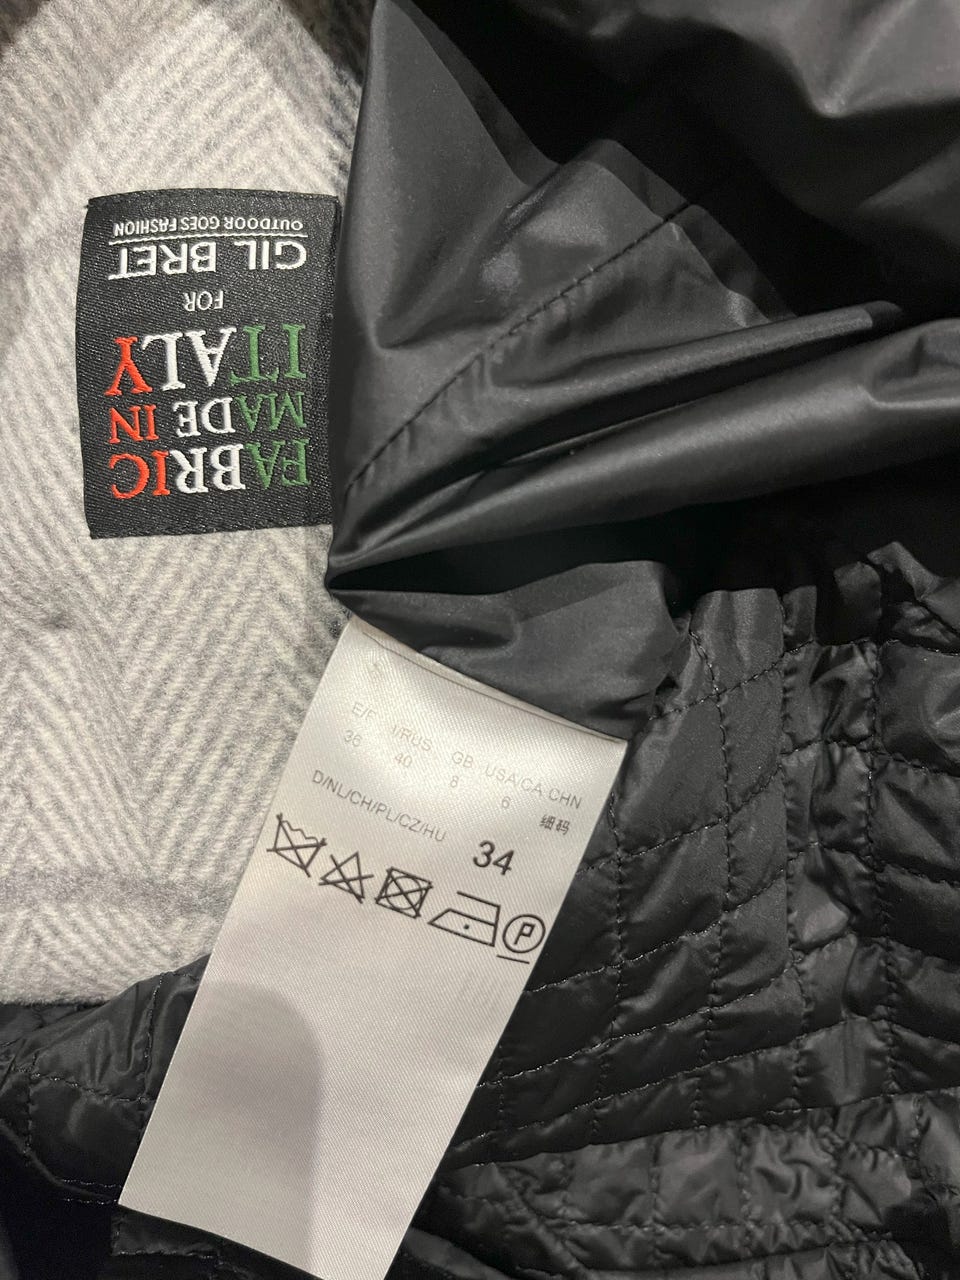 FABRIC
MADE IN
ITALY
FOR
GIL BRET
OUTDOOR GOES FASHION
E/F I/RUS GB USA/CA CHN
36 40 8 6 细码
D/NL/CH/PL/CZ/HU 34
P